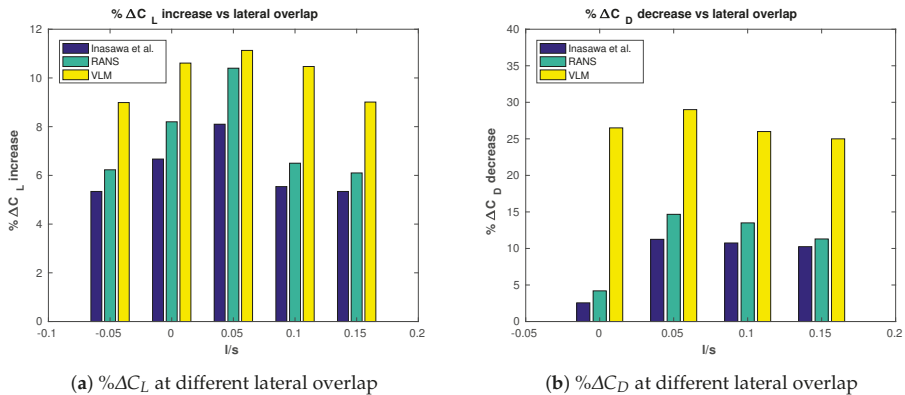 % ΔC L increase vs lateral overlap
12
10
8
6
4
2
0
% ΔC L increase
Inasawa et al.
RANS
VLM
-0.1 -0.05 0 0.05 0.1 0.15 0.2
l/s
(a) %ΔCL at different lateral overlap
% ΔC D decrease vs lateral overlap
40
35
30
25
20
15
10
5
0
% ΔC D decrease
Inasawa et al.
RANS
VLM
-0.05 0 0.05 0.1 0.15 0.2
l/s
(b) %ΔCD at different lateral overlap